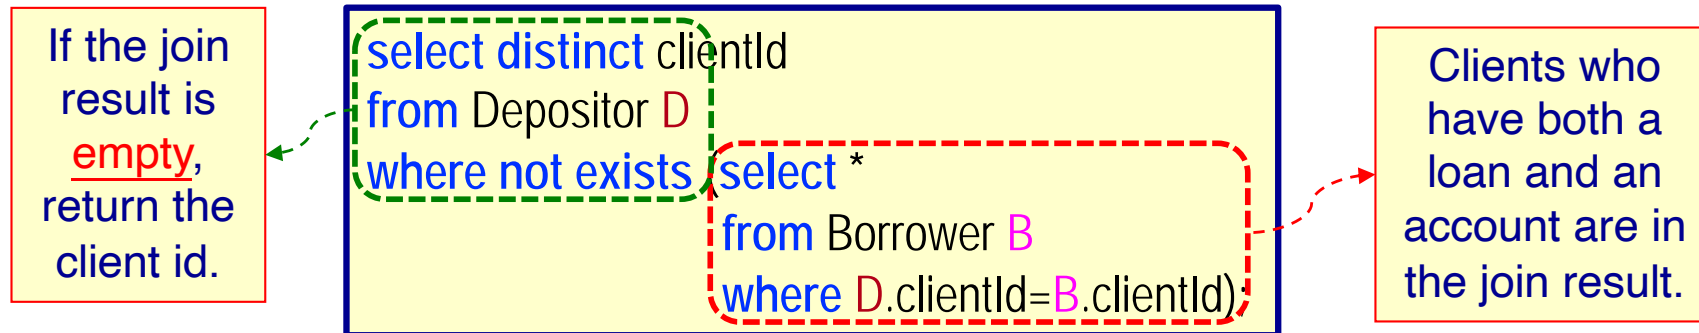 If the join
result is
empty,
return the
client id.
select distinct clientId
from Depositor D
where not exists (select *
from Borrower B
where D.clientId=B.clientId);
Clients who
have both a
loan and an
account are in
the join result.